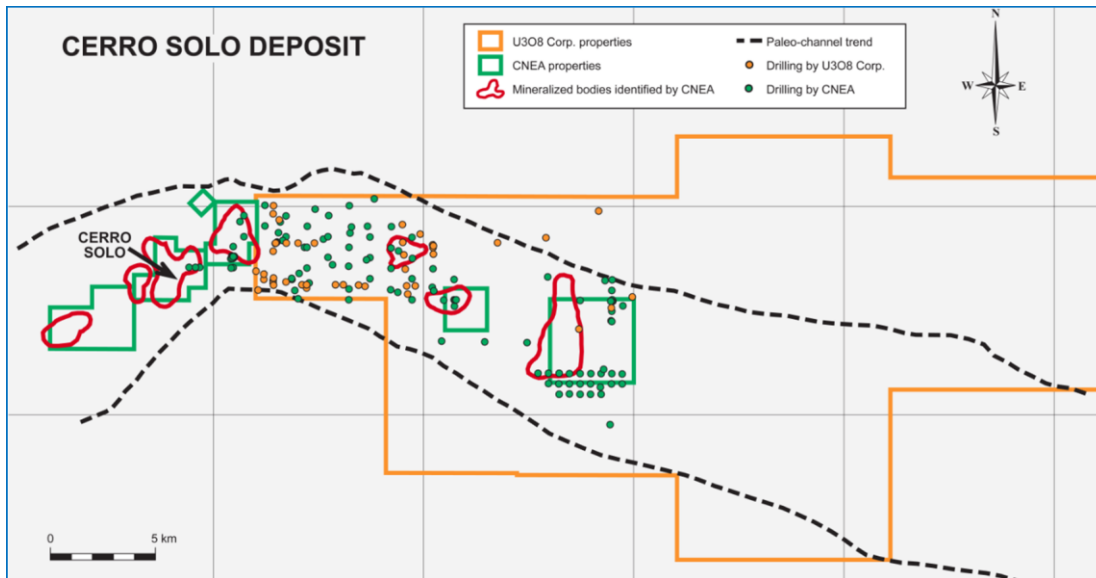 CERRO SOLO DEPOSIT
U3O8 Corp. properties
CNEA properties
Mineralized bodies identified by CNEA
Paleo-channel trend
Drilling by U3O8 Corp.
Drilling by CNEA
N
W
E
S
CERRO
SOLO
0
5 km